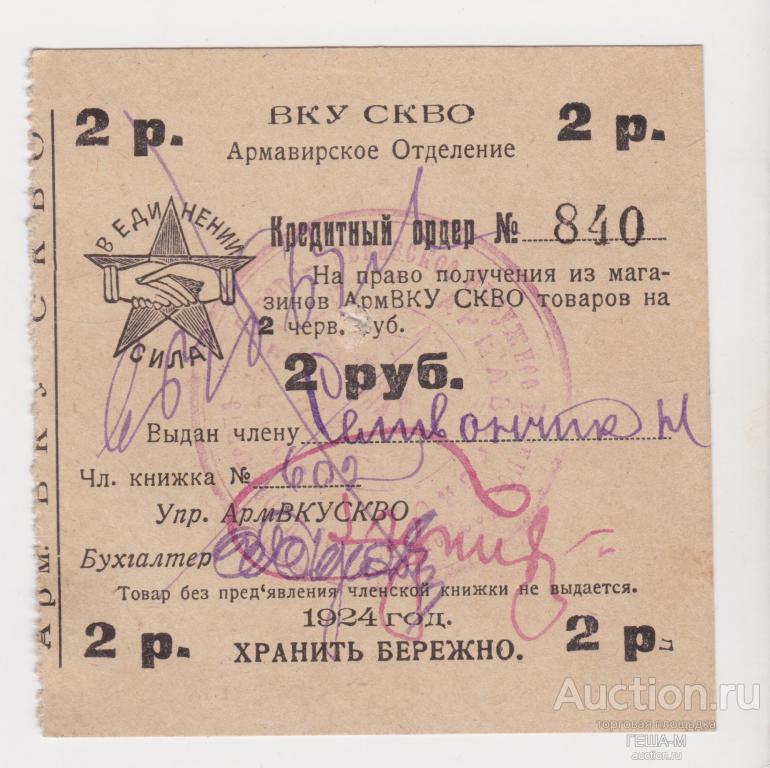 2 р. ВКУ СКВО 2 р.
Армавирское Отделение
В ЕДИНЕНИИ
СИЛА
Кредитный ордер № 840
На право получения из мага-
зинов АрмВКУ СКВО товаров на
2 черв. руб.
2 руб.
Выдан члену
Чл. книжка № 602
Упр. АрмВКУСКВО
Бухгалтер
Товар без пред‘явления членской книжки не выдается.
1924 год.
2 р. ХРАНИТЬ БЕРЕЖНО. 2 р.
Арм. ВКУ СКВО
Auction.ru
торговая площадка
ГЕША-М
auction.ru